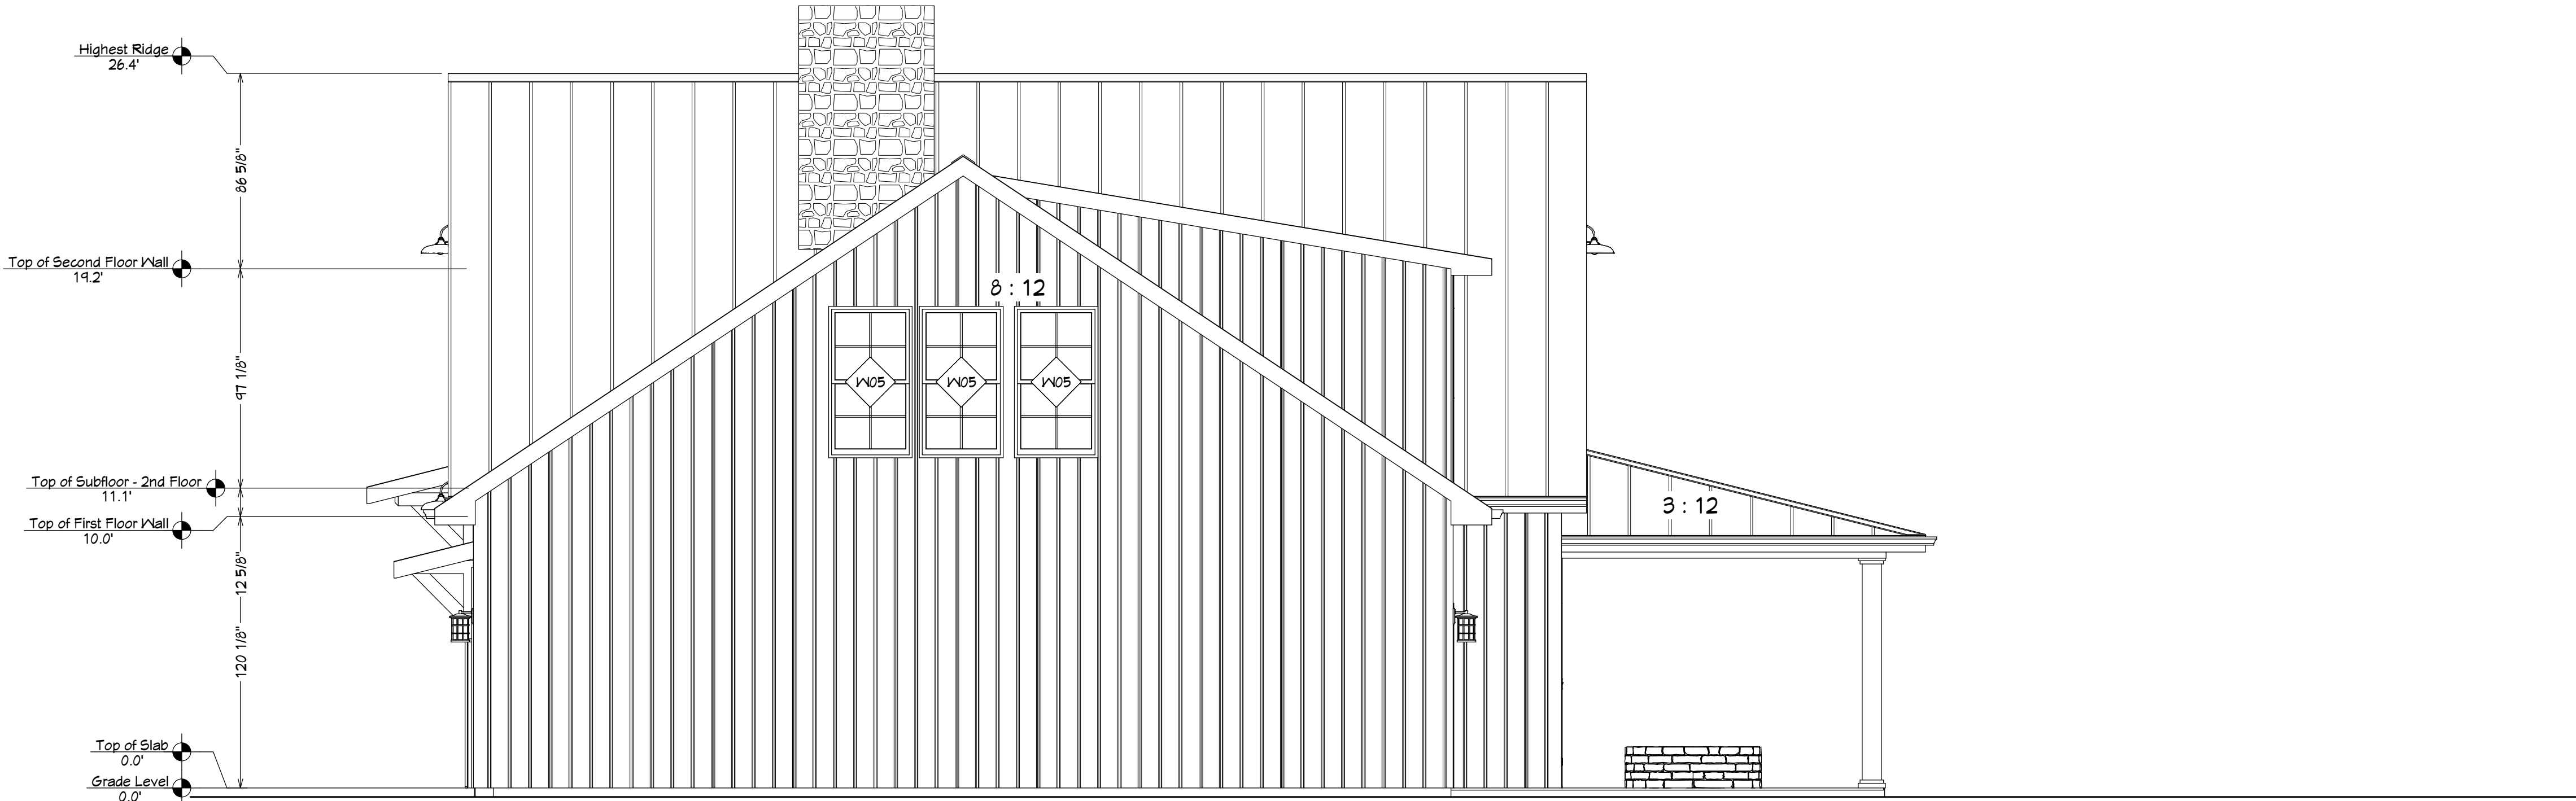 Highest Ridge
26.4'
86 5/8"
Top of Second Floor Wall
19.2'
8 : 12
97 1/8"
W05 W05 W05
Top of Subfloor - 2nd Floor
11.1'
3 : 12
Top of First Floor Wall
10.0'
12 5/8"
120 1/8"
Top of Slab
0.0'
Grade Level
0.0'